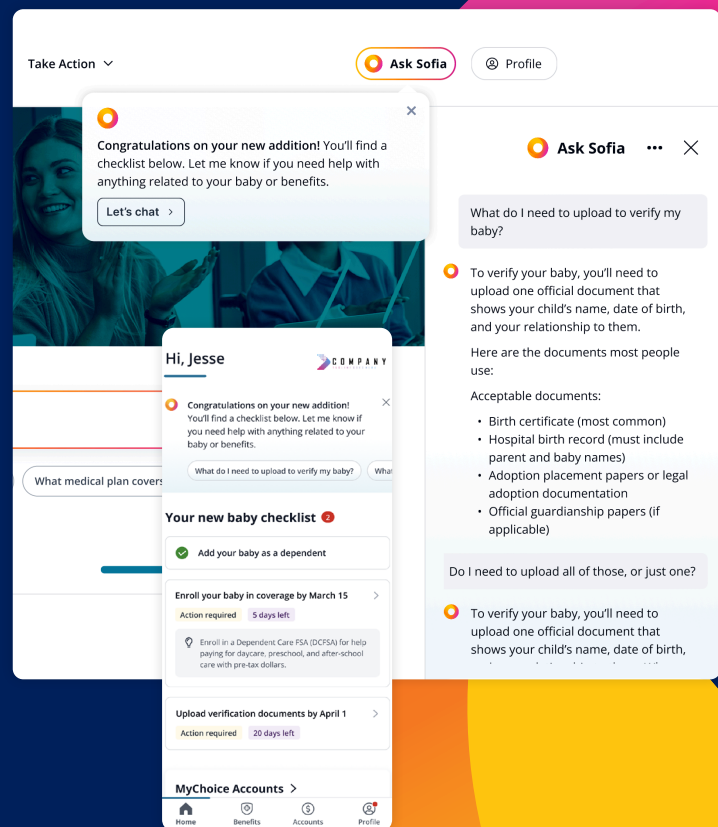 Take Action
Ask Sofia
Profile
Congratulations on your new addition! You'll find a
checklist below. Let me know if you need help with
anything related to your baby or benefits.
Let's chat
What medical plan covers
Ask Sofia
What do I need to upload to verify my
baby?
To verify your baby, you'll need to
upload one official document that
shows your child's name, date of birth,
and your relationship to them.
Here are the documents most people
use:
Acceptable documents:
• Birth certificate (most common)
• Hospital birth record (must include
parent and baby names)
• Adoption placement papers or legal
adoption documentation
• Official guardianship papers (if
applicable)
Do I need to upload all of those, or just one?
To verify your baby, you'll need to
upload one official document that
shows your child's name, date of birth,
Hi, Jesse
COMPANY
Congratulations on your new addition!
You'll find a checklist below. Let me know if
you need help with anything related to your
baby or benefits.
What do I need to upload to verify my baby?
What
Your new baby checklist 2
Add your baby as a dependent
Enroll your baby in coverage by March 15
Action required 5 days left
Enroll in a Dependent Care FSA (DCFSA) for help
paying for daycare, preschool, and after-school
care with pre-tax dollars.
Upload verification documents by April 1
Action required 20 days left
MyChoice Accounts
Home Benefits Accounts Profile